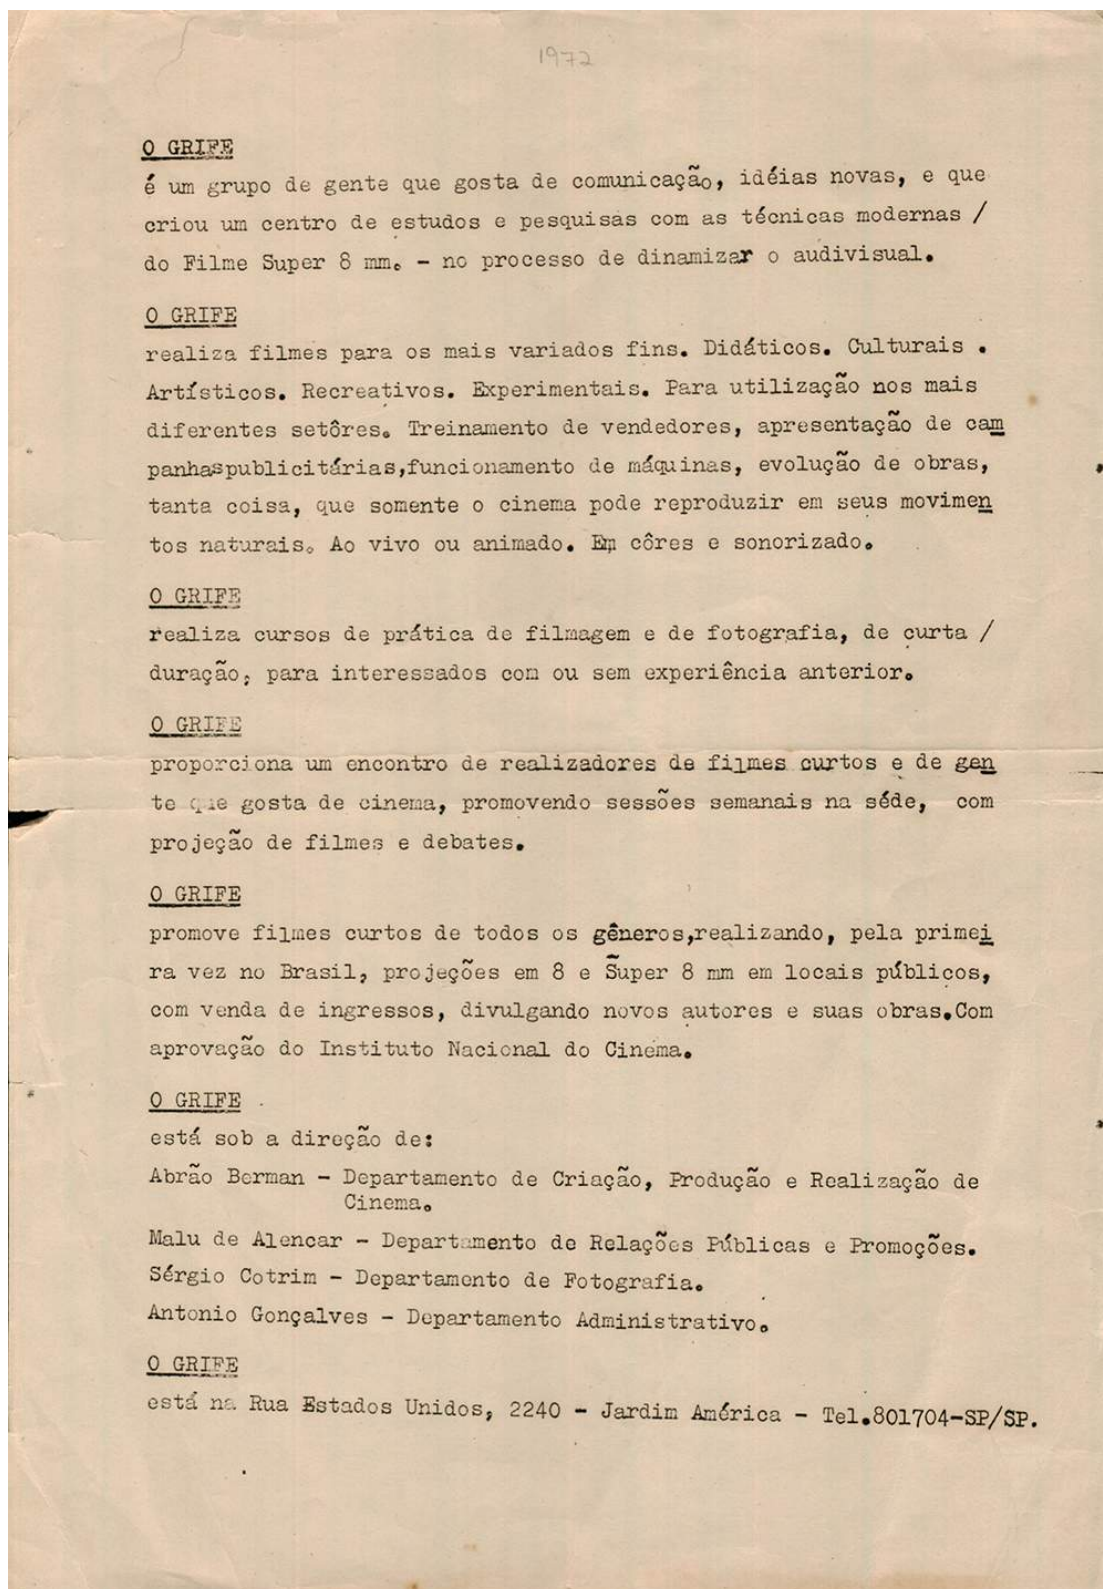 1972
O GRIFE
é um grupo de gente que gosta de comunicação, idéias novas, e que
criou um centro de estudos e pesquisas com as técnicas modernas /
do Filme Super 8 mm. - no processo de dinamizar o audivisual.
O GRIFE
realiza filmes para os mais variados fins. Didáticos. Culturais .
Artísticos. Recreativos. Experimentais. Para utilização nos mais
diferentes setôres. Treinamento de vendedores, apresentação de cam
panhaspublicitárias,funcionamento de máquinas, evolução de obras,
tanta coisa, que somente o cinema pode reproduzir em seus movimen
tos naturais. Ao vivo ou animado. Em côres e sonorizado.
O GRIFE
realiza cursos de prática de filmagem e de fotografia, de curta /
duração, para interessados com ou sem experiência anterior.
O GRIFE
proporciona um encontro de realizadores de filmes curtos e de gen
te que gosta de cinema, promovendo sessões semanais na séde, com
projeção de filmes e debates.
O GRIFE
promove filmes curtos de todos os gêneros,realizando, pela primei
ra vez no Brasil, projeções em 8 e Super 8 mm em locais públicos,
com venda de ingressos, divulgando novos autores e suas obras.Com
aprovação do Instituto Nacional do Cinema.
O GRIFE
está sob a direção de:
Abrão Berman - Departamento de Criação, Produção e Realização de
Cinema.
Malu de Alencar - Departamento de Relações Públicas e Promoções.
Sérgio Cotrim - Departamento de Fotografia.
Antonio Gonçalves - Departamento Administrativo.
O GRIFE
está na Rua Estados Unidos, 2240 - Jardim América - Tel.801704-SP/SP.